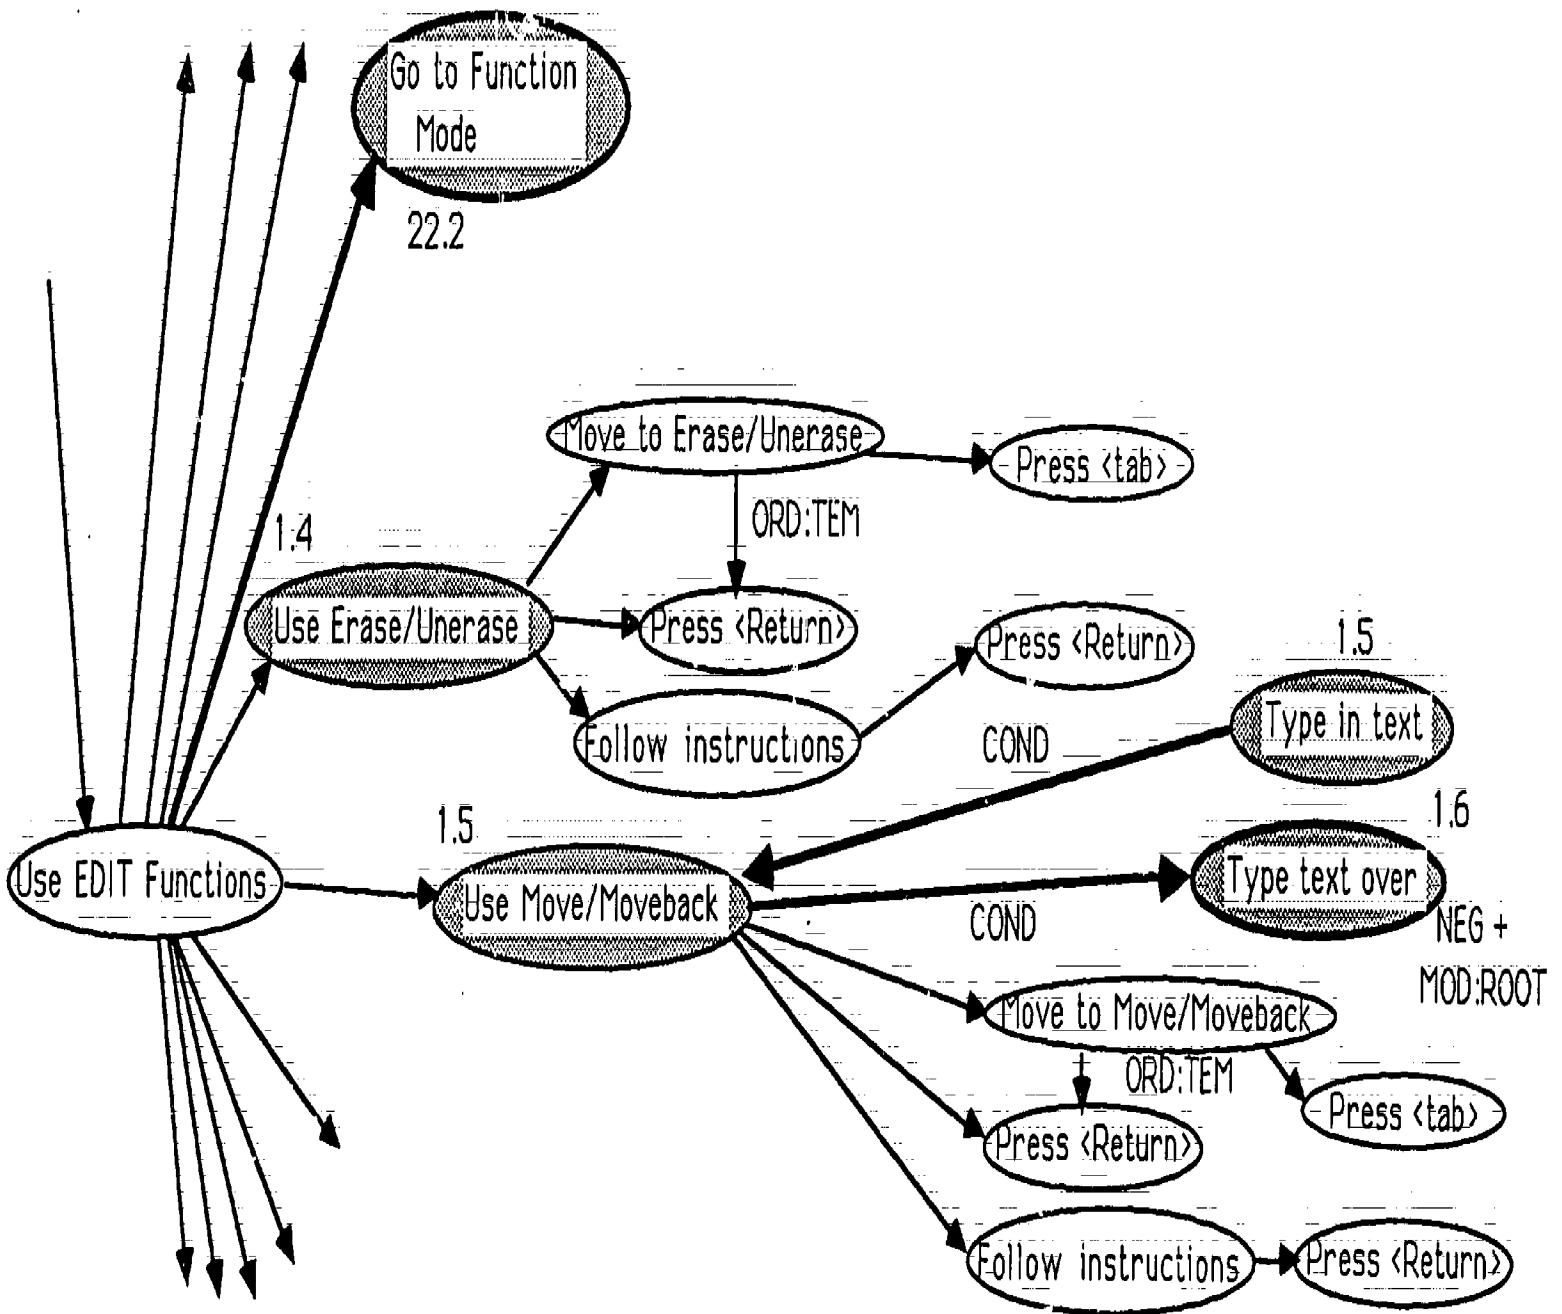 Go to Function
Mode
22.2
Move to Erase/Unerase
Press <tab>
ORD:TEM
1.4
Use Erase/Unerase
Press <Return>
Press <Return>
1.5
Type in text
Follow instructions
COND
1.5
1.6
Use EDIT Functions
Use Move/Moveback
Type text over
COND
NEG +
MOD:ROOT
Move to Move/Moveback
ORD:TEM
Press <tab>
Press <Return>
Follow instructions
Press <Return>